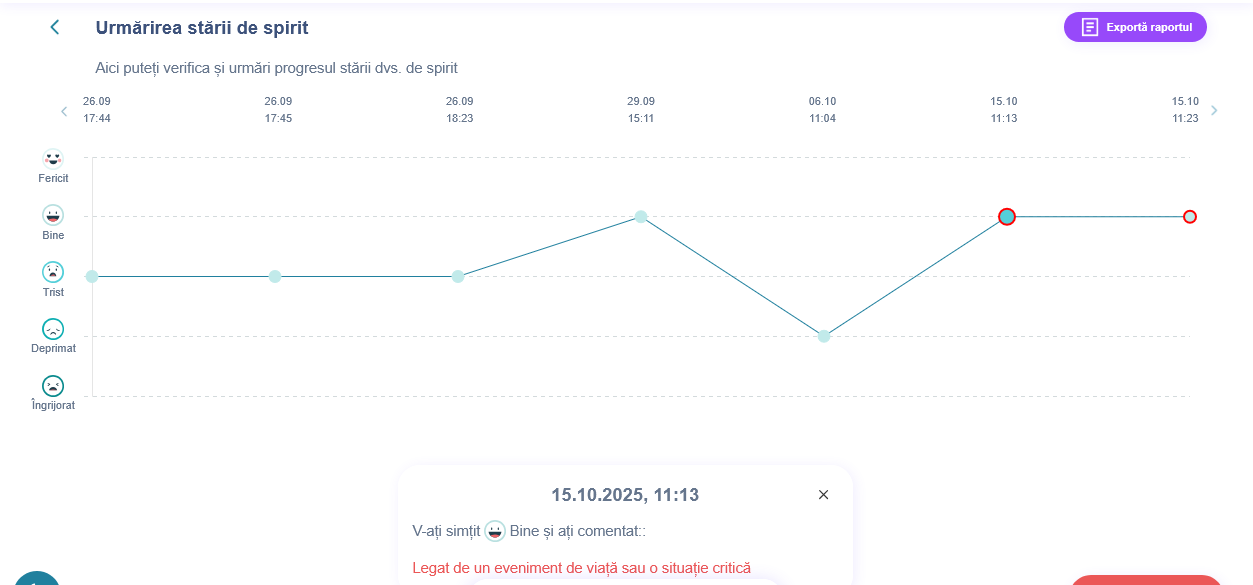 Urmărirea stării de spirit
Exportă raportul
Aici puteți verifica și urmări progresul stării dvs. de spirit
26.09 26.09 26.09 29.09 06.10 15.10 15.10
17:44 17:45 18:23 15:11 11:04 11:13 11:23
Fericit
Bine
Trist
Deprimat
Îngrijorat
15.10.2025, 11:13
V-ați simțit Bine și ați comentat::
Legat de un eveniment de viață sau o situație critică